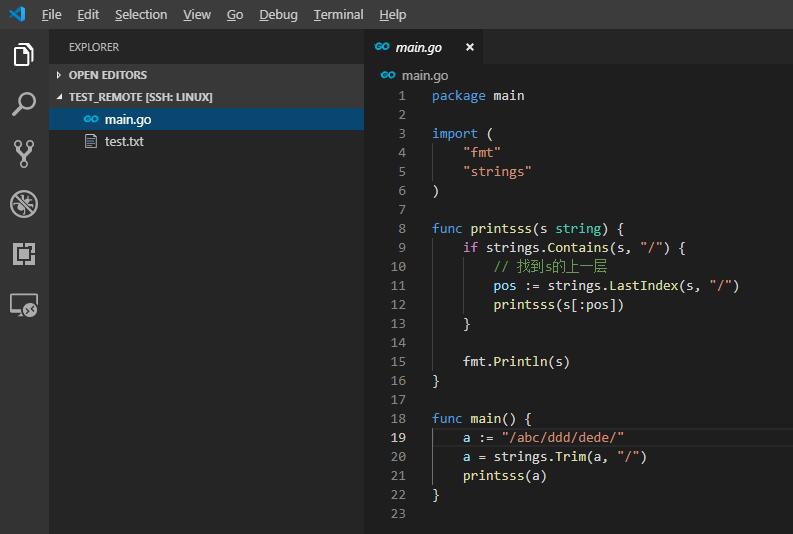 File Edit Selection View Go Debug Terminal Help
EXPLORER
OPEN EDITORS
TEST_REMOTE [SSH: LINUX]
main.go
test.txt
main.go ×
main.go
1 package main
2
3 import (
4     "fmt"
5     "strings"
6 )
7
8 func printsss(s string) {
9     if strings.Contains(s, "/") {
10         // 找到s的上一层
11         pos := strings.LastIndex(s, "/")
12         printsss(s[:pos])
13     }
14
15     fmt.Println(s)
16 }
17
18 func main() {
19     a := "/abc/ddd/dede/"
20     a = strings.Trim(a, "/")
21     printsss(a)
22 }
23